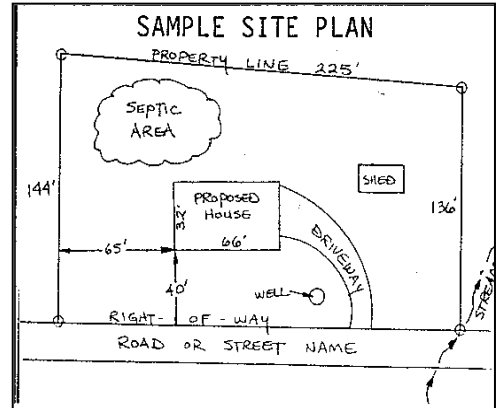 SAMPLE SITE PLAN
PROPERTY LINE 225'
SEPTIC
AREA
144'
SHED
PROPOSED
HOUSE
32'
66'
136'
65'
DRIVEWAY
40'
WELL
STREAM
RIGHT-OF-WAY
ROAD OR STREET NAME